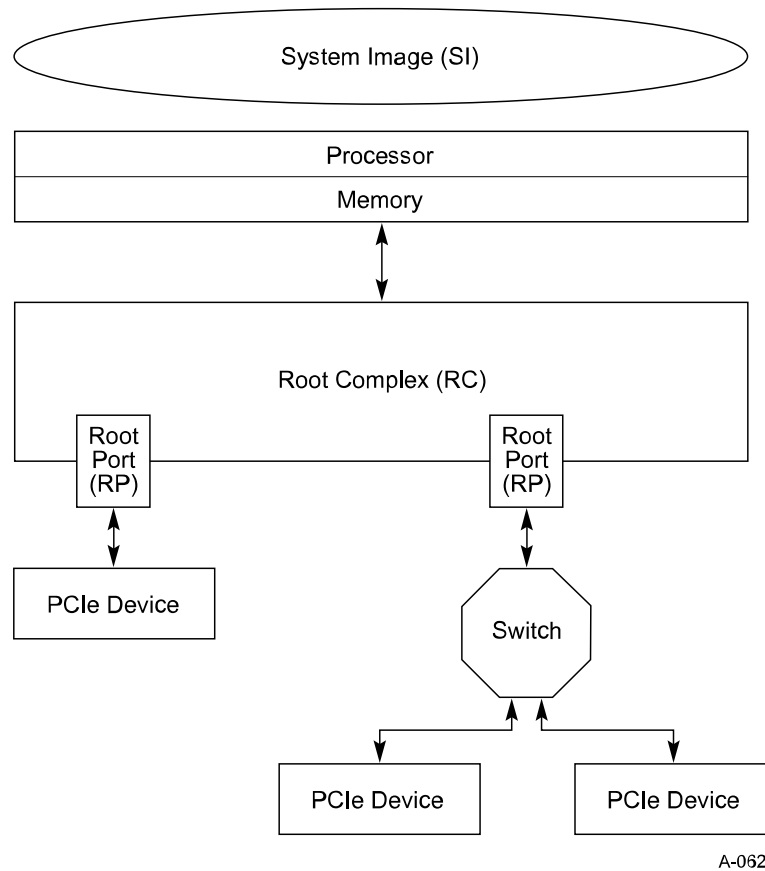 System Image (SI)
Processor
Memory
Root Complex (RC)
Root
Port
(RP)
Root
Port
(RP)
PCIe Device
Switch
PCIe Device
PCIe Device
A-062